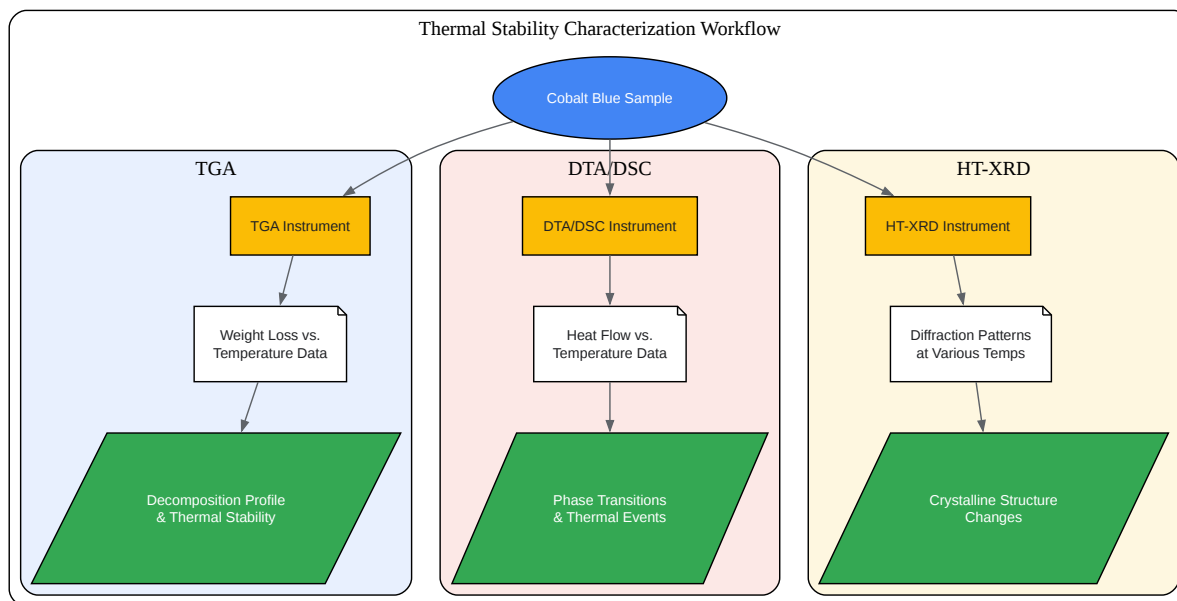 Thermal Stability Characterization Workflow
Cobalt Blue Sample
TGA
DTA/DSC
HT-XRD
TGA Instrument
DTA/DSC Instrument
HT-XRD Instrument
Weight Loss vs.
Temperature Data
Heat Flow vs.
Temperature Data
Diffraction Patterns
at Various Temps
Decomposition Profile
& Thermal Stability
Phase Transitions
& Thermal Events
Crystalline Structure
Changes